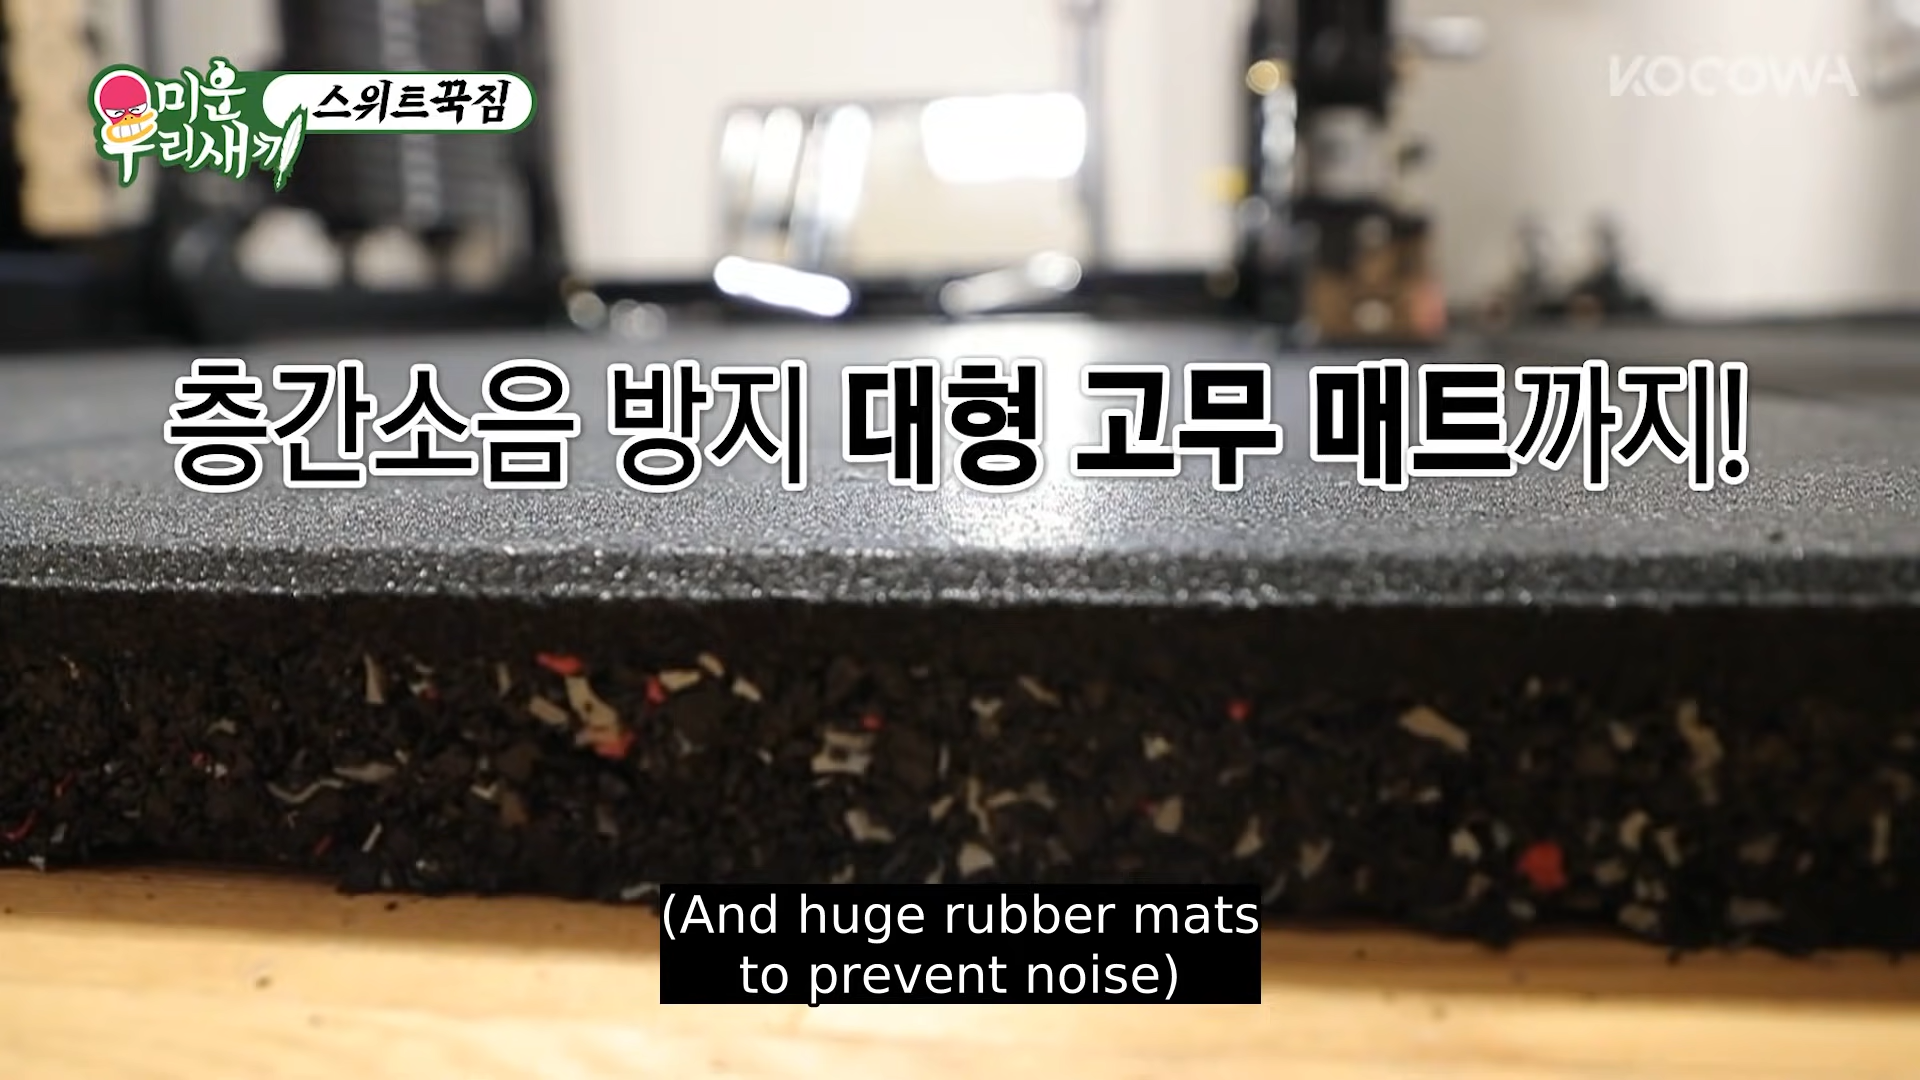 미운
우리새끼
스위트꾹짐
KOCOWA
층간소음 방지 대형 고무 매트까지!
(And huge rubber mats
to prevent noise)